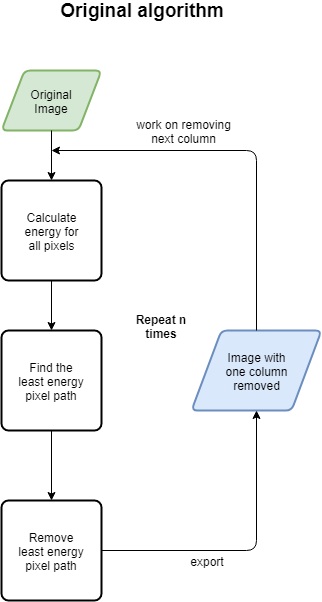 Original algorithm
Original
Image
work on removing
next column
Calculate
energy for
all pixels
Repeat n
times
Find the
least energy
pixel path
Image with
one column
removed
Remove
least energy
pixel path
export